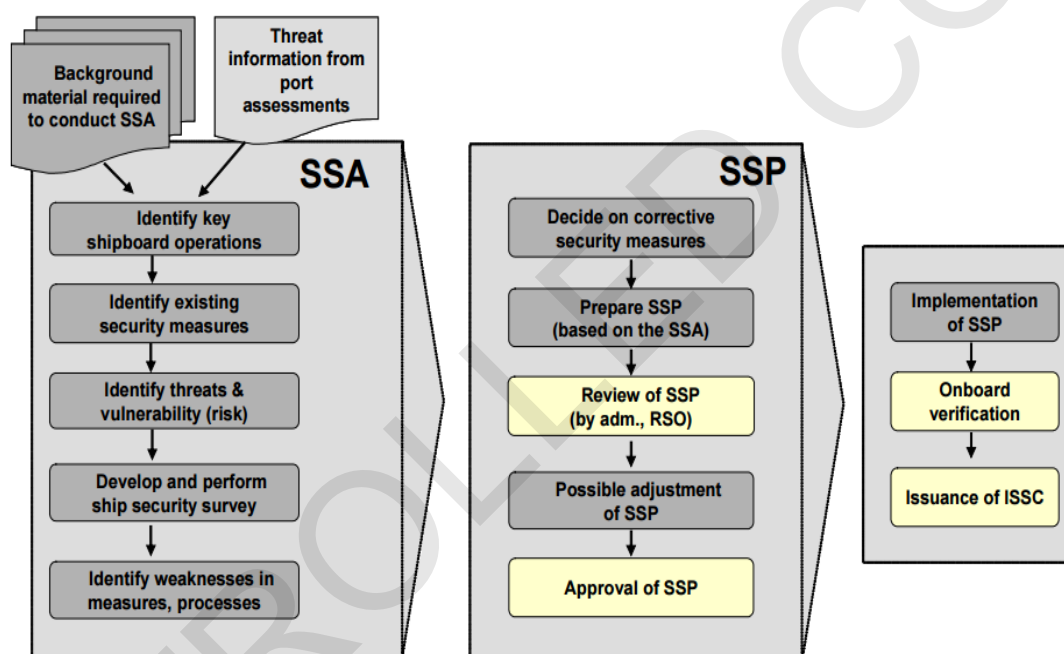 Background
material required
to conduct SSA
Threat
information from
port
assessments
SSA
Identify key
shipboard operations
Identify existing
security measures
Identify threats &
vulnerability (risk)
Develop and perform
ship security survey
Identify weaknesses in
measures, processes
SSP
Decide on corrective
security measures
Prepare SSP
(based on the SSA)
Review of SSP
(by adm., RSO)
Possible adjustment
of SSP
Approval of SSP
Implementation
of SSP
Onboard
verification
Issuance of ISSC
ROLLED CO